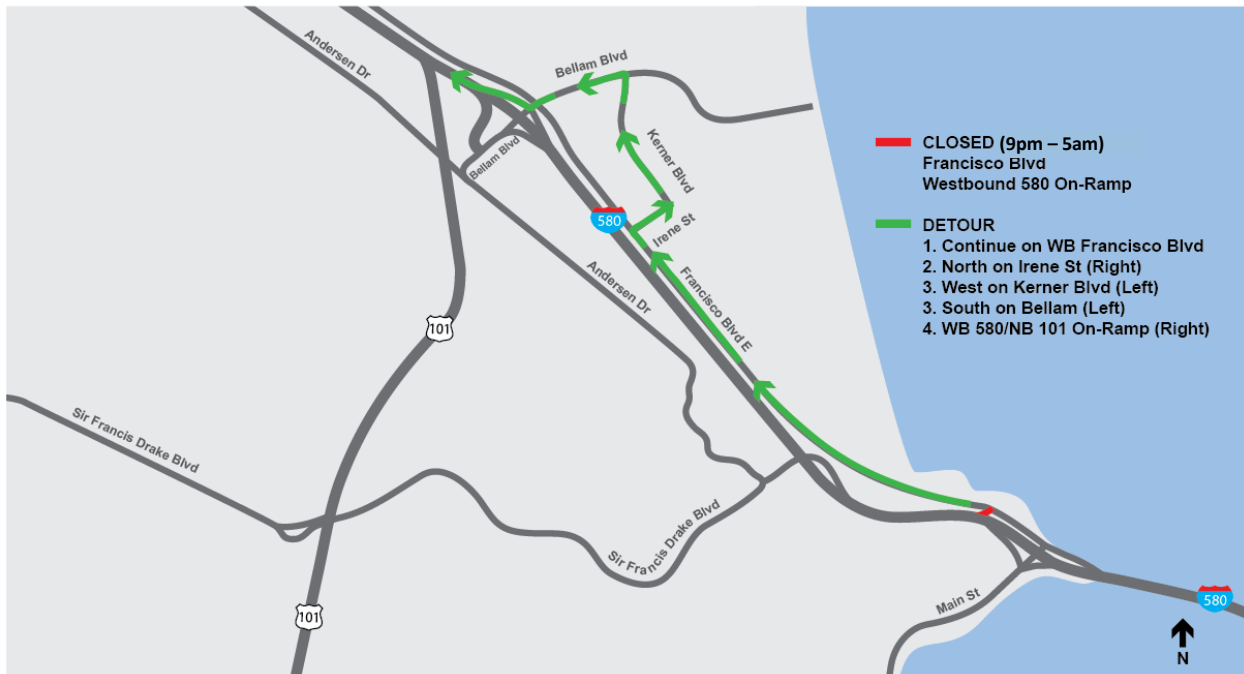 Andersen Dr
Bellam Blvd
Bellam Blvd
Kerner Blvd
Irene St
580
Andersen Dr
Francisco Blvd E
101
Sir Francis Drake Blvd
Sir Francis Drake Blvd
101
Main St
580
N
CLOSED (9pm – 5am)
Francisco Blvd
Westbound 580 On-Ramp
DETOUR
1. Continue on WB Francisco Blvd
2. North on Irene St (Right)
3. West on Kerner Blvd (Left)
3. South on Bellam (Left)
4. WB 580/NB 101 On-Ramp (Right)